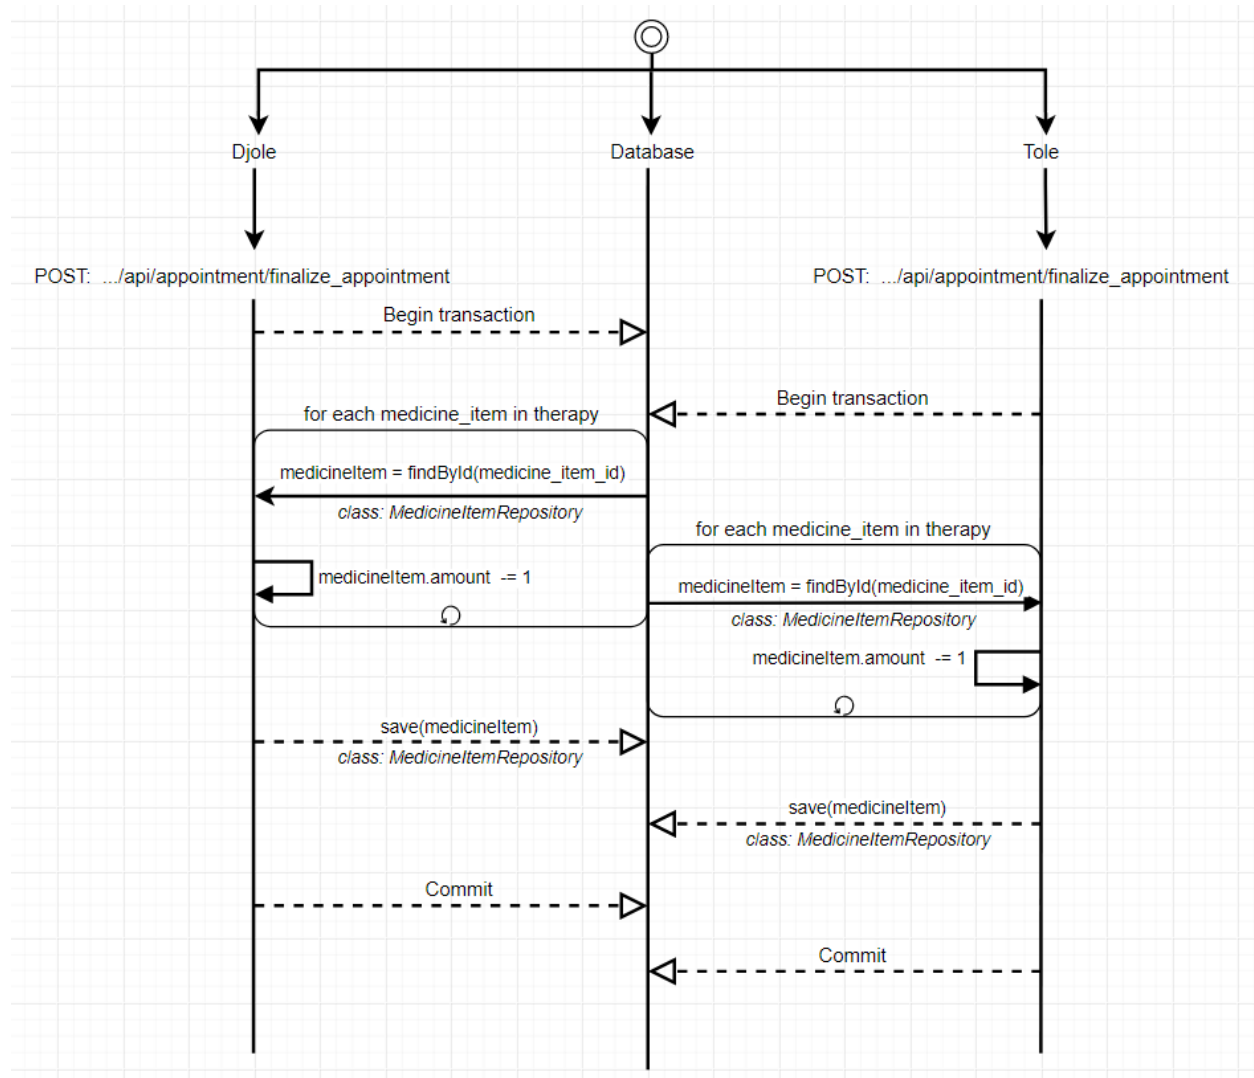 Djole
Database
Tole
POST:  .../api/appointment/finalize_appointment
POST:  .../api/appointment/finalize_appointment
Begin transaction
Begin transaction
for each medicine_item in therapy
medicineItem = findById(medicine_item_id)
class: MedicineItemRepository
for each medicine_item in therapy
medicineItem.amount  -= 1
medicineItem = findById(medicine_item_id)
class: MedicineItemRepository
medicineItem.amount  -= 1
save(medicineItem)
class: MedicineItemRepository
save(medicineItem)
class: MedicineItemRepository
Commit
Commit